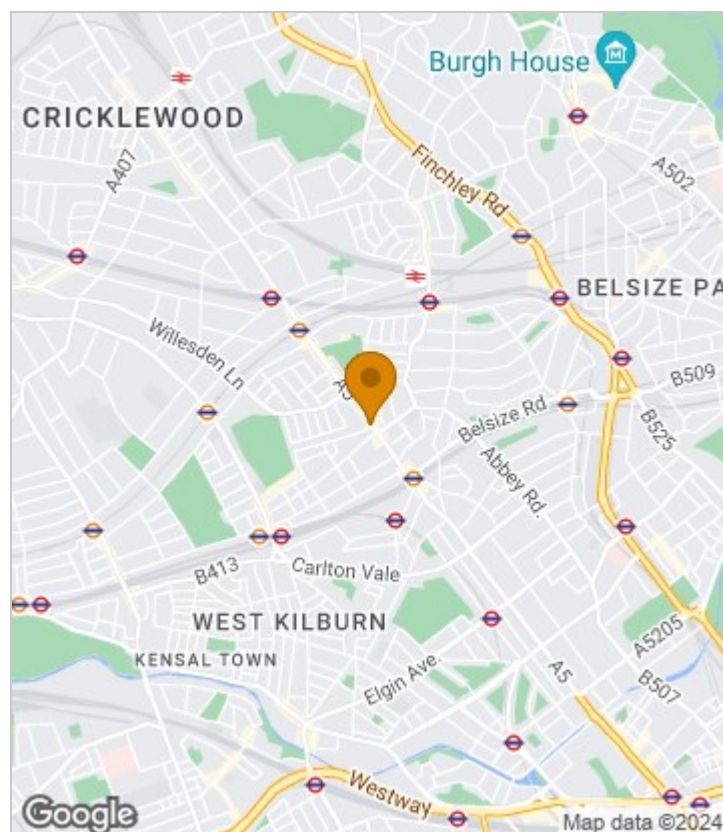 Burgh House
CRICKLEWOOD
A407
A502
Finchley Rd
BELSIZE PA
Willesden Ln
B509
A5
Belsize Rd
B525
Abbey Rd.
B413
Carlton Vale
WEST KILBURN
A5205
KENSAL TOWN
Elgin Ave.
A5
B507
Westway
Google
Map data ©2024